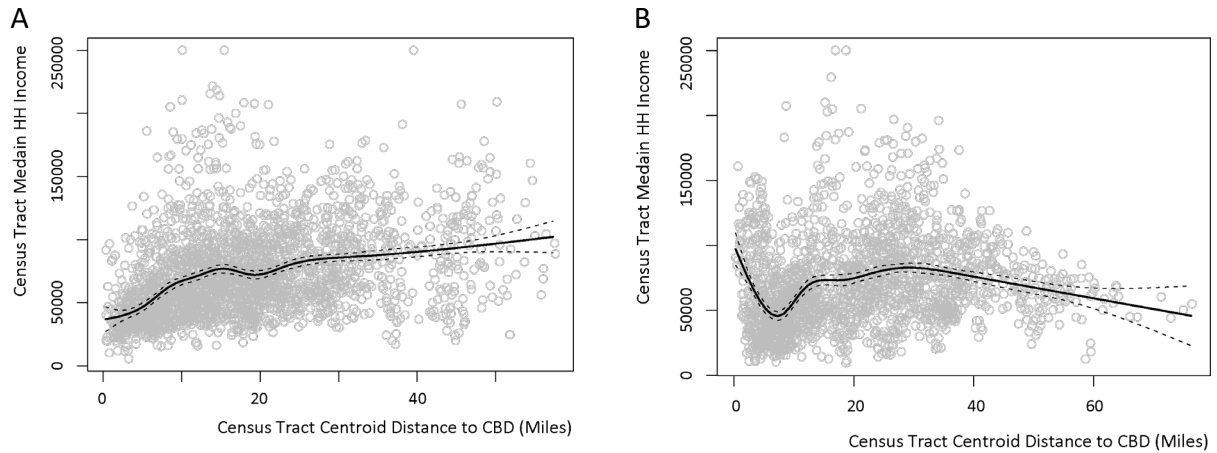 A
Census Tract Medain HH Income
250000
150000
50000
0
0
20
40
Census Tract Centroid Distance to CBD (Miles)
B
Census Tract Medain HH Income
250000
150000
50000
0
0
20
40
60
Census Tract Centroid Distance to CBD (Miles)